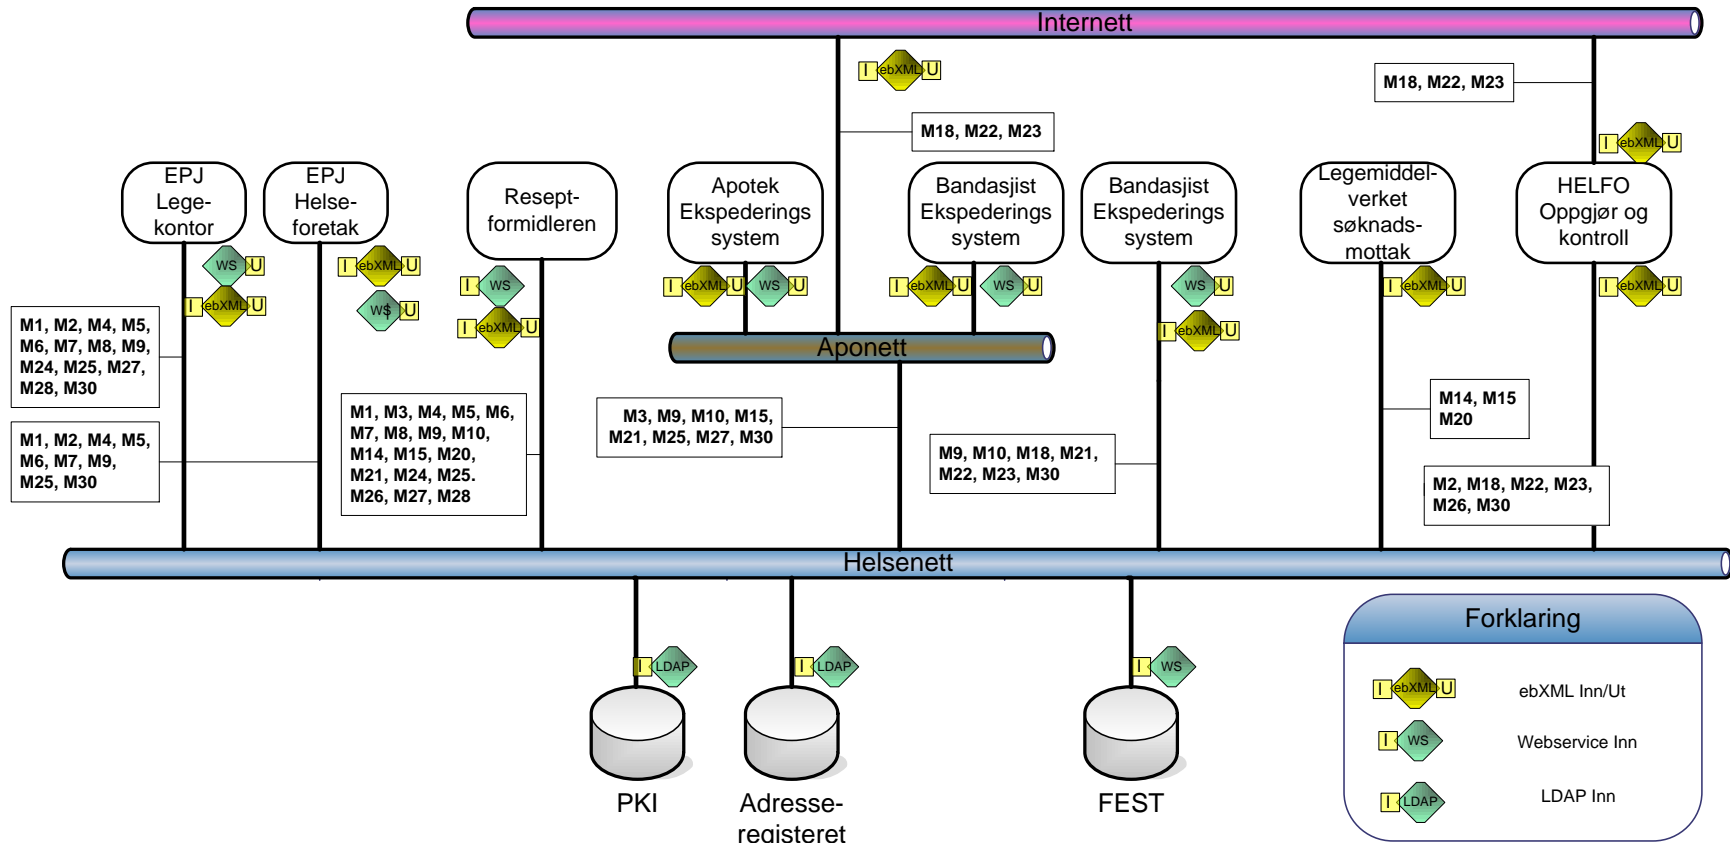 Internett
I ebXML U
M18, M22, M23
M18, M22, M23
I ebXML U
EPJ
Lege-
kontor
EPJ
Helse-
foretak
Resept-
formidleren
Apotek
Ekspederings
system
Bandasjist
Ekspederings
system
Bandasjist
Ekspederings
system
Legemiddel-
verket
søknads-
mottak
HELFO
Oppgjør og
kontroll
WS U
I ebXML U
I ebXML U
WS U
I WS
I ebXML U
I ebXML U
WS U
I ebXML U
WS U
WS U
I ebXML U
I ebXML U
I ebXML U
Aponett
M1, M2, M4, M5,
M6, M7, M8, M9,
M24, M25, M27,
M28, M30
M1, M2, M4, M5,
M6, M7, M9,
M25, M30
M1, M3, M4, M5, M6,
M7, M8, M9, M10,
M14, M15, M20,
M21, M24, M25.
M26, M27, M28
M3, M9, M10, M15,
M21, M25, M27, M30
M9, M10, M18, M21,
M22, M23, M30
M14, M15
M20
M2, M18, M22, M23,
M26, M30
Helsenett
I LDAP
I LDAP
I WS
PKI
Adresse-
registeret
FEST
Forklaring
I ebXML U ebXML Inn/Ut
I WS Webservice Inn
I LDAP LDAP Inn